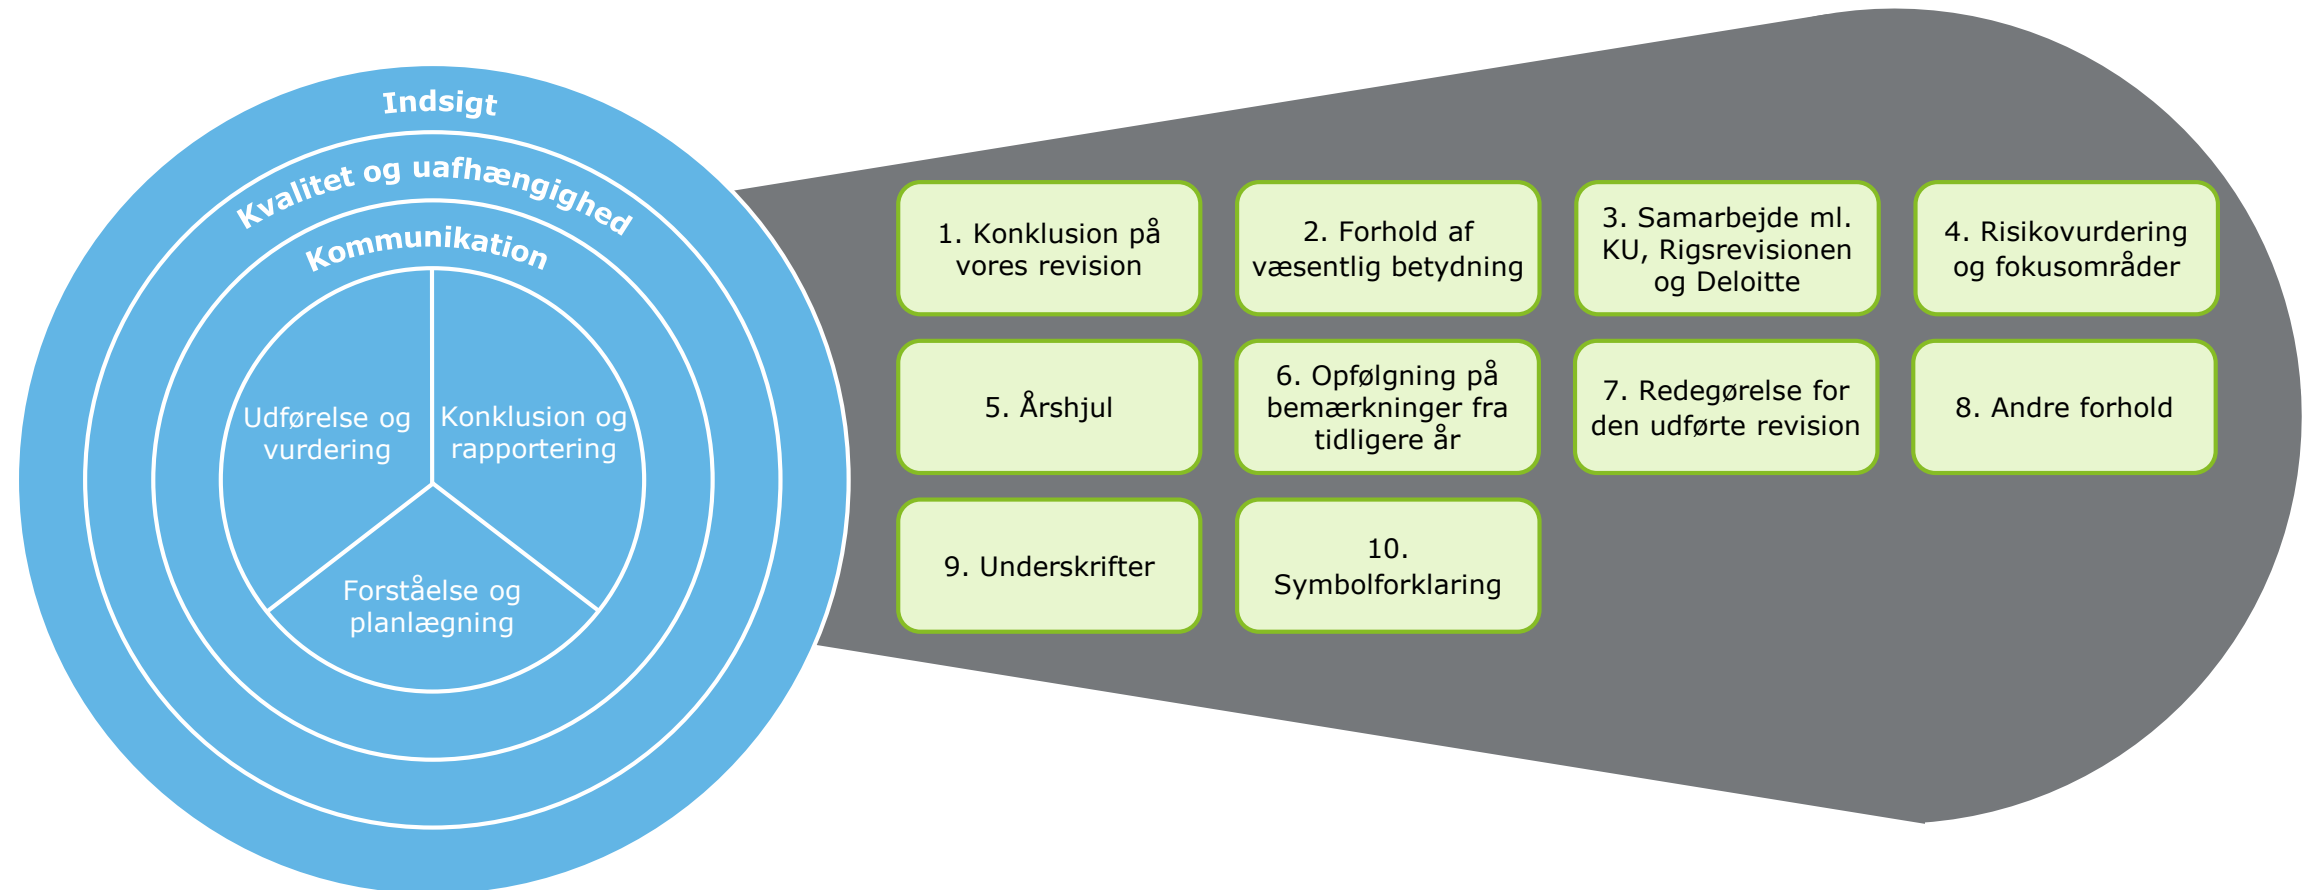 Indsigt
Kvalitet og uafhængighed
Kommunikation
Udførelse og
vurdering
Konklusion og
rapportering
Forståelse og
planlægning
1. Konklusion på
vores revision
2. Forhold af
væsentlig betydning
3. Samarbejde ml.
KU, Rigsrevisionen
og Deloitte
4. Risikovurdering
og fokusområder
5. Årshjul
6. Opfølgning på
bemærkninger fra
tidligere år
7. Redegørelse for
den udførte revision
8. Andre forhold
9. Underskrifter
10.
Symbolforklaring